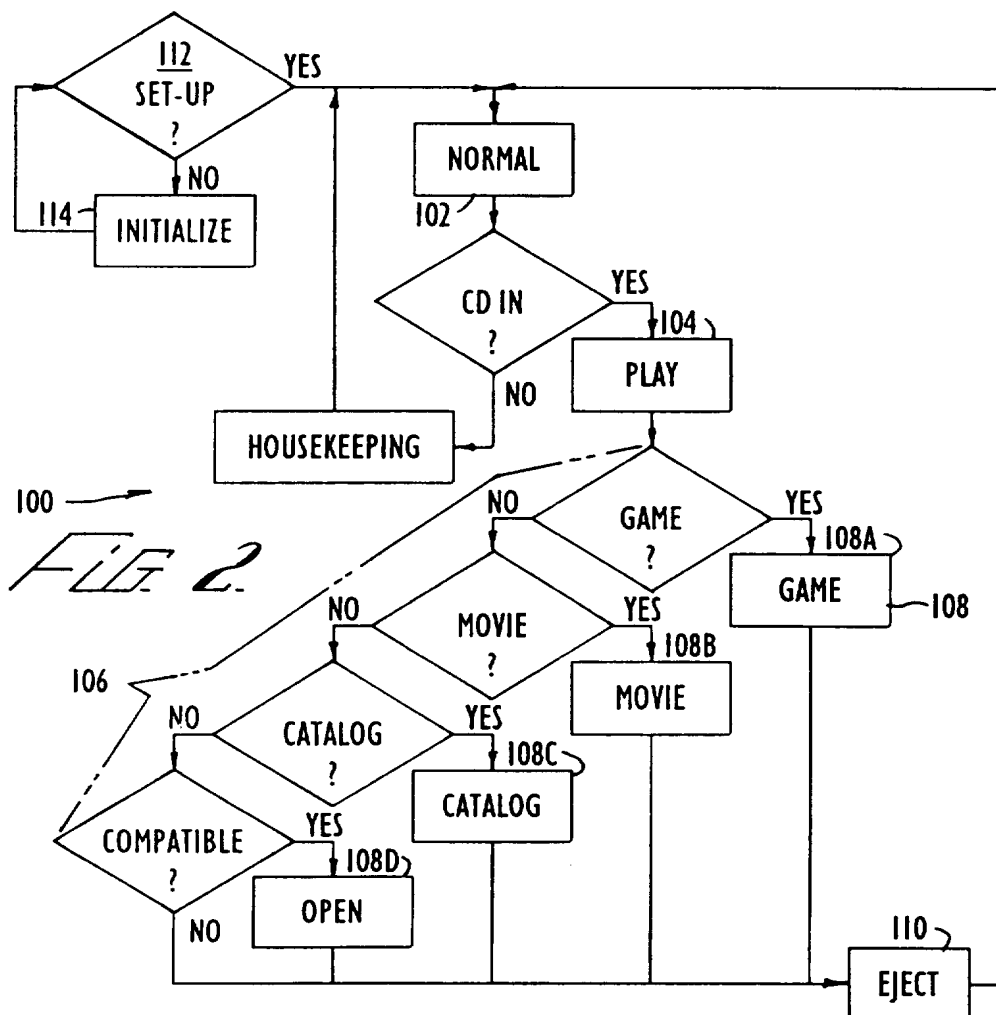 112
SET-UP
?
YES
NO
114
INITIALIZE
NORMAL
102
CD IN
?
YES
NO
104
PLAY
HOUSEKEEPING
100
FIG 2.
GAME
?
NO
YES
108A
GAME
108
MOVIE
?
NO
YES
108B
MOVIE
106
CATALOG
?
NO
YES
108C
CATALOG
COMPATIBLE
?
YES
NO
108D
OPEN
110
EJECT